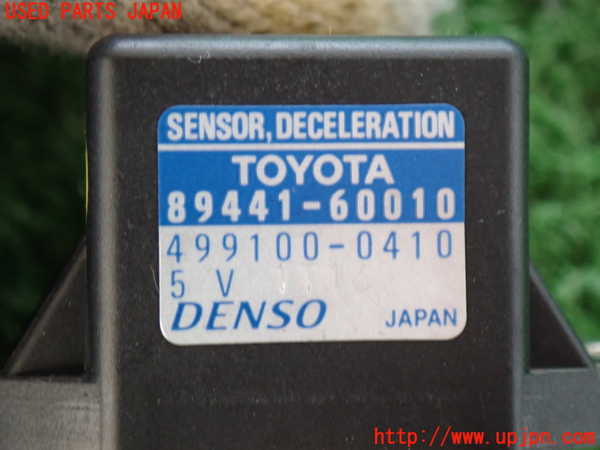 USED PARTS JAPAN
SENSOR, DECELERATION
TOYOTA
89441-60010
499100-0410
5 V
DENSO JAPAN
http://www.upjpn.com